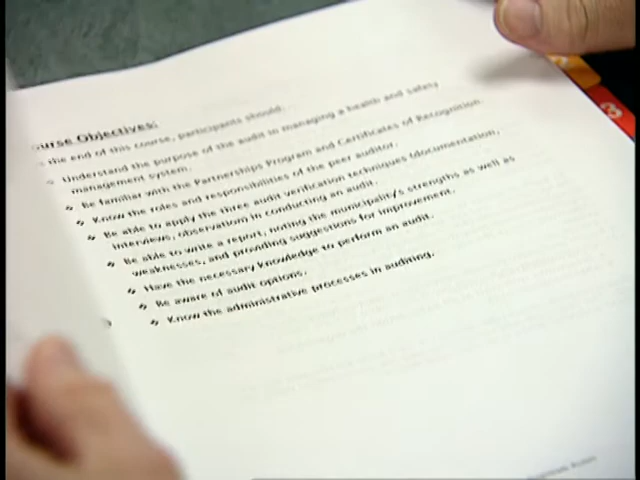 urse Objectives:
the end of this course, participants should:
Understand the purpose of the audit in managing a health and safety
management system.
Be familiar with the Partnerships Program and Certificates of Recognition.
Know the roles and responsibilities of the peer auditor.
Be able to apply the three audit verification techniques (documentation,
interviews, observation in conducting an audit.
Be able to write a report, noting the municipality's strengths as well as
weaknesses, and providing suggestions for improvement.
Have the necessary knowledge to perform an audit.
Be aware of audit options.
Know the administrative processes in auditing.
3